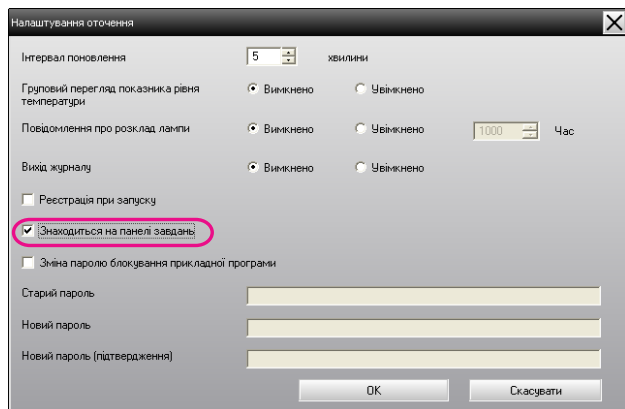 Налаштування оточення
Інтервал поновлення 5 хвилини
Груповий перегляд показника рівня температури Вимкнено Увімкнено
Повідомлення про розклад лампи Вимкнено Увімкнено 1000 Час
Вихід журналу Вимкнено Увімкнено
Реєстрація при запуску
Знаходиться на панелі завдань
Зміна паролю блокування прикладної програми
Старий пароль
Новий пароль
Новий пароль (підтвердження)
OK Скасувати